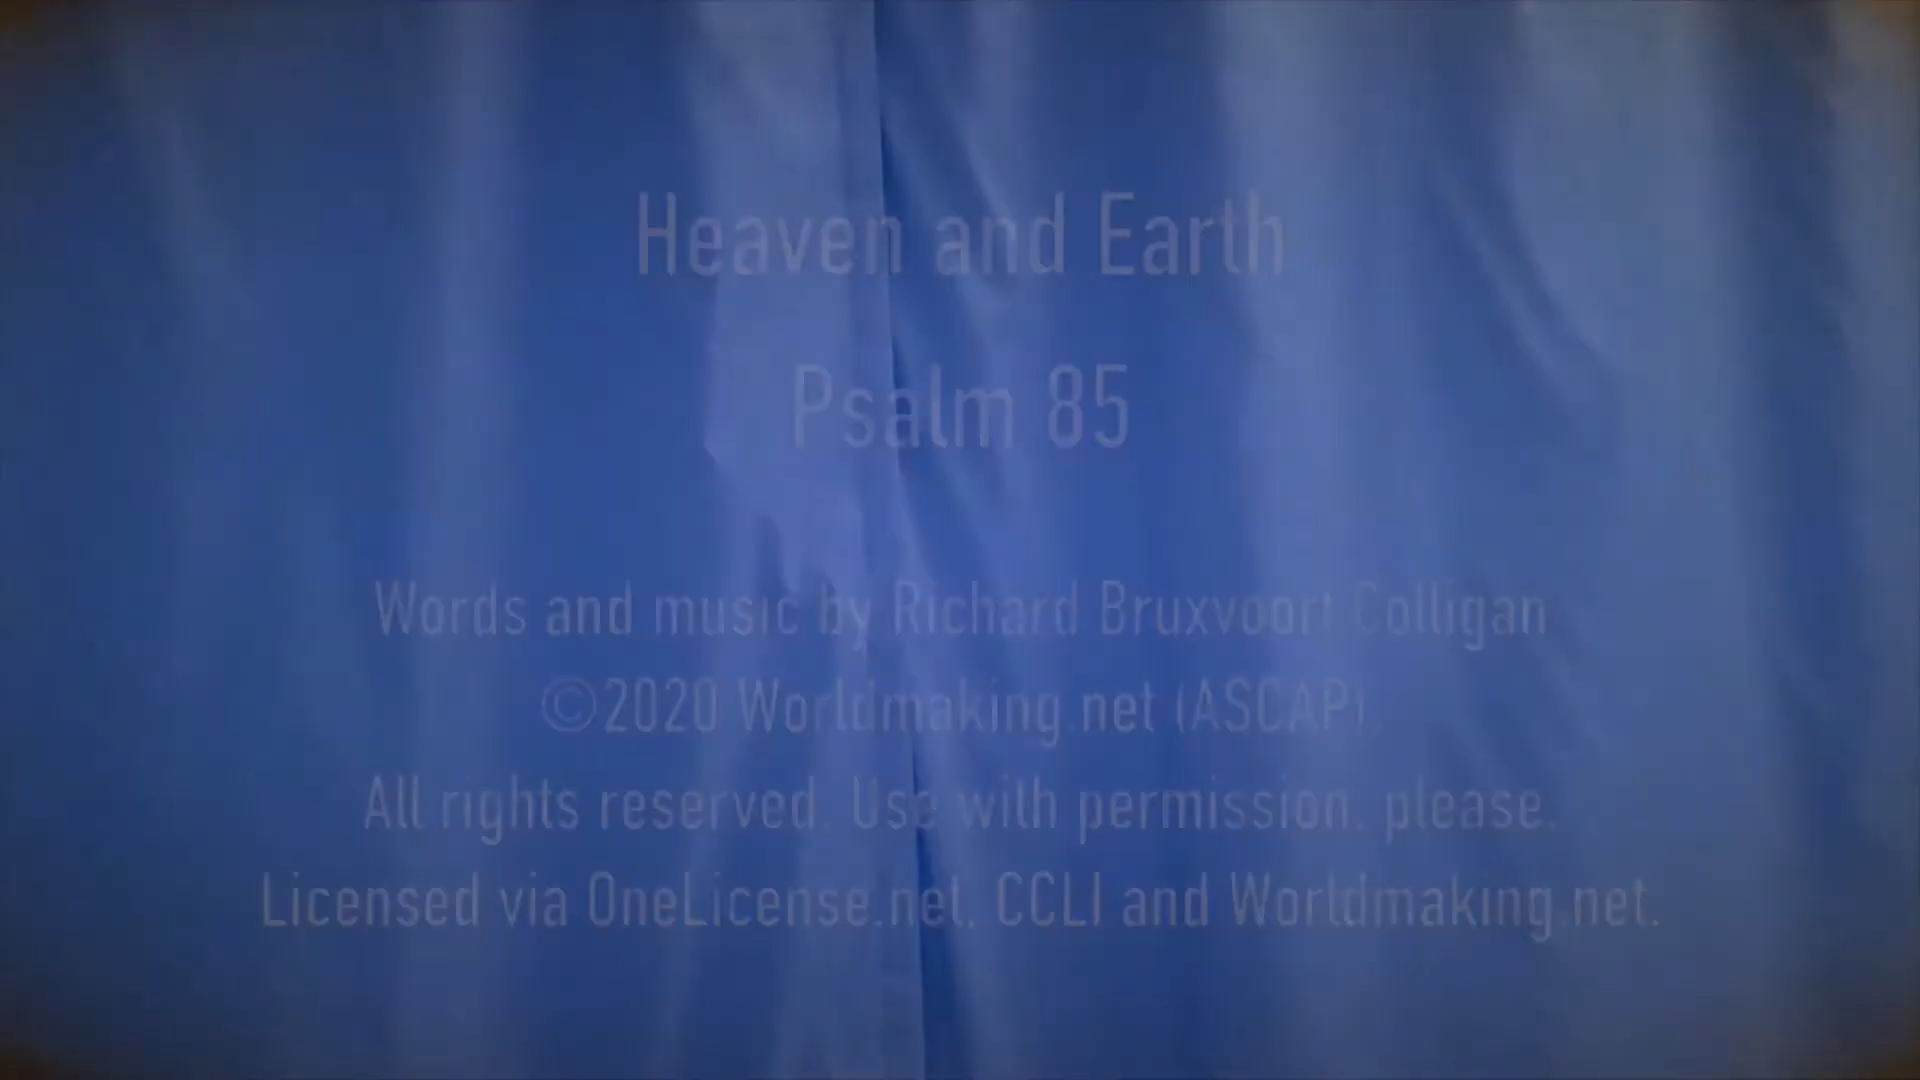 Heaven and Earth
Psalm 85
Words and music by Richard Bruxvoort Colligan
©2020 Worldmaking.net (ASCAP).
All rights reserved. Use with permission, please.
Licensed via OneLicense.net, CCLI and Worldmaking.net.